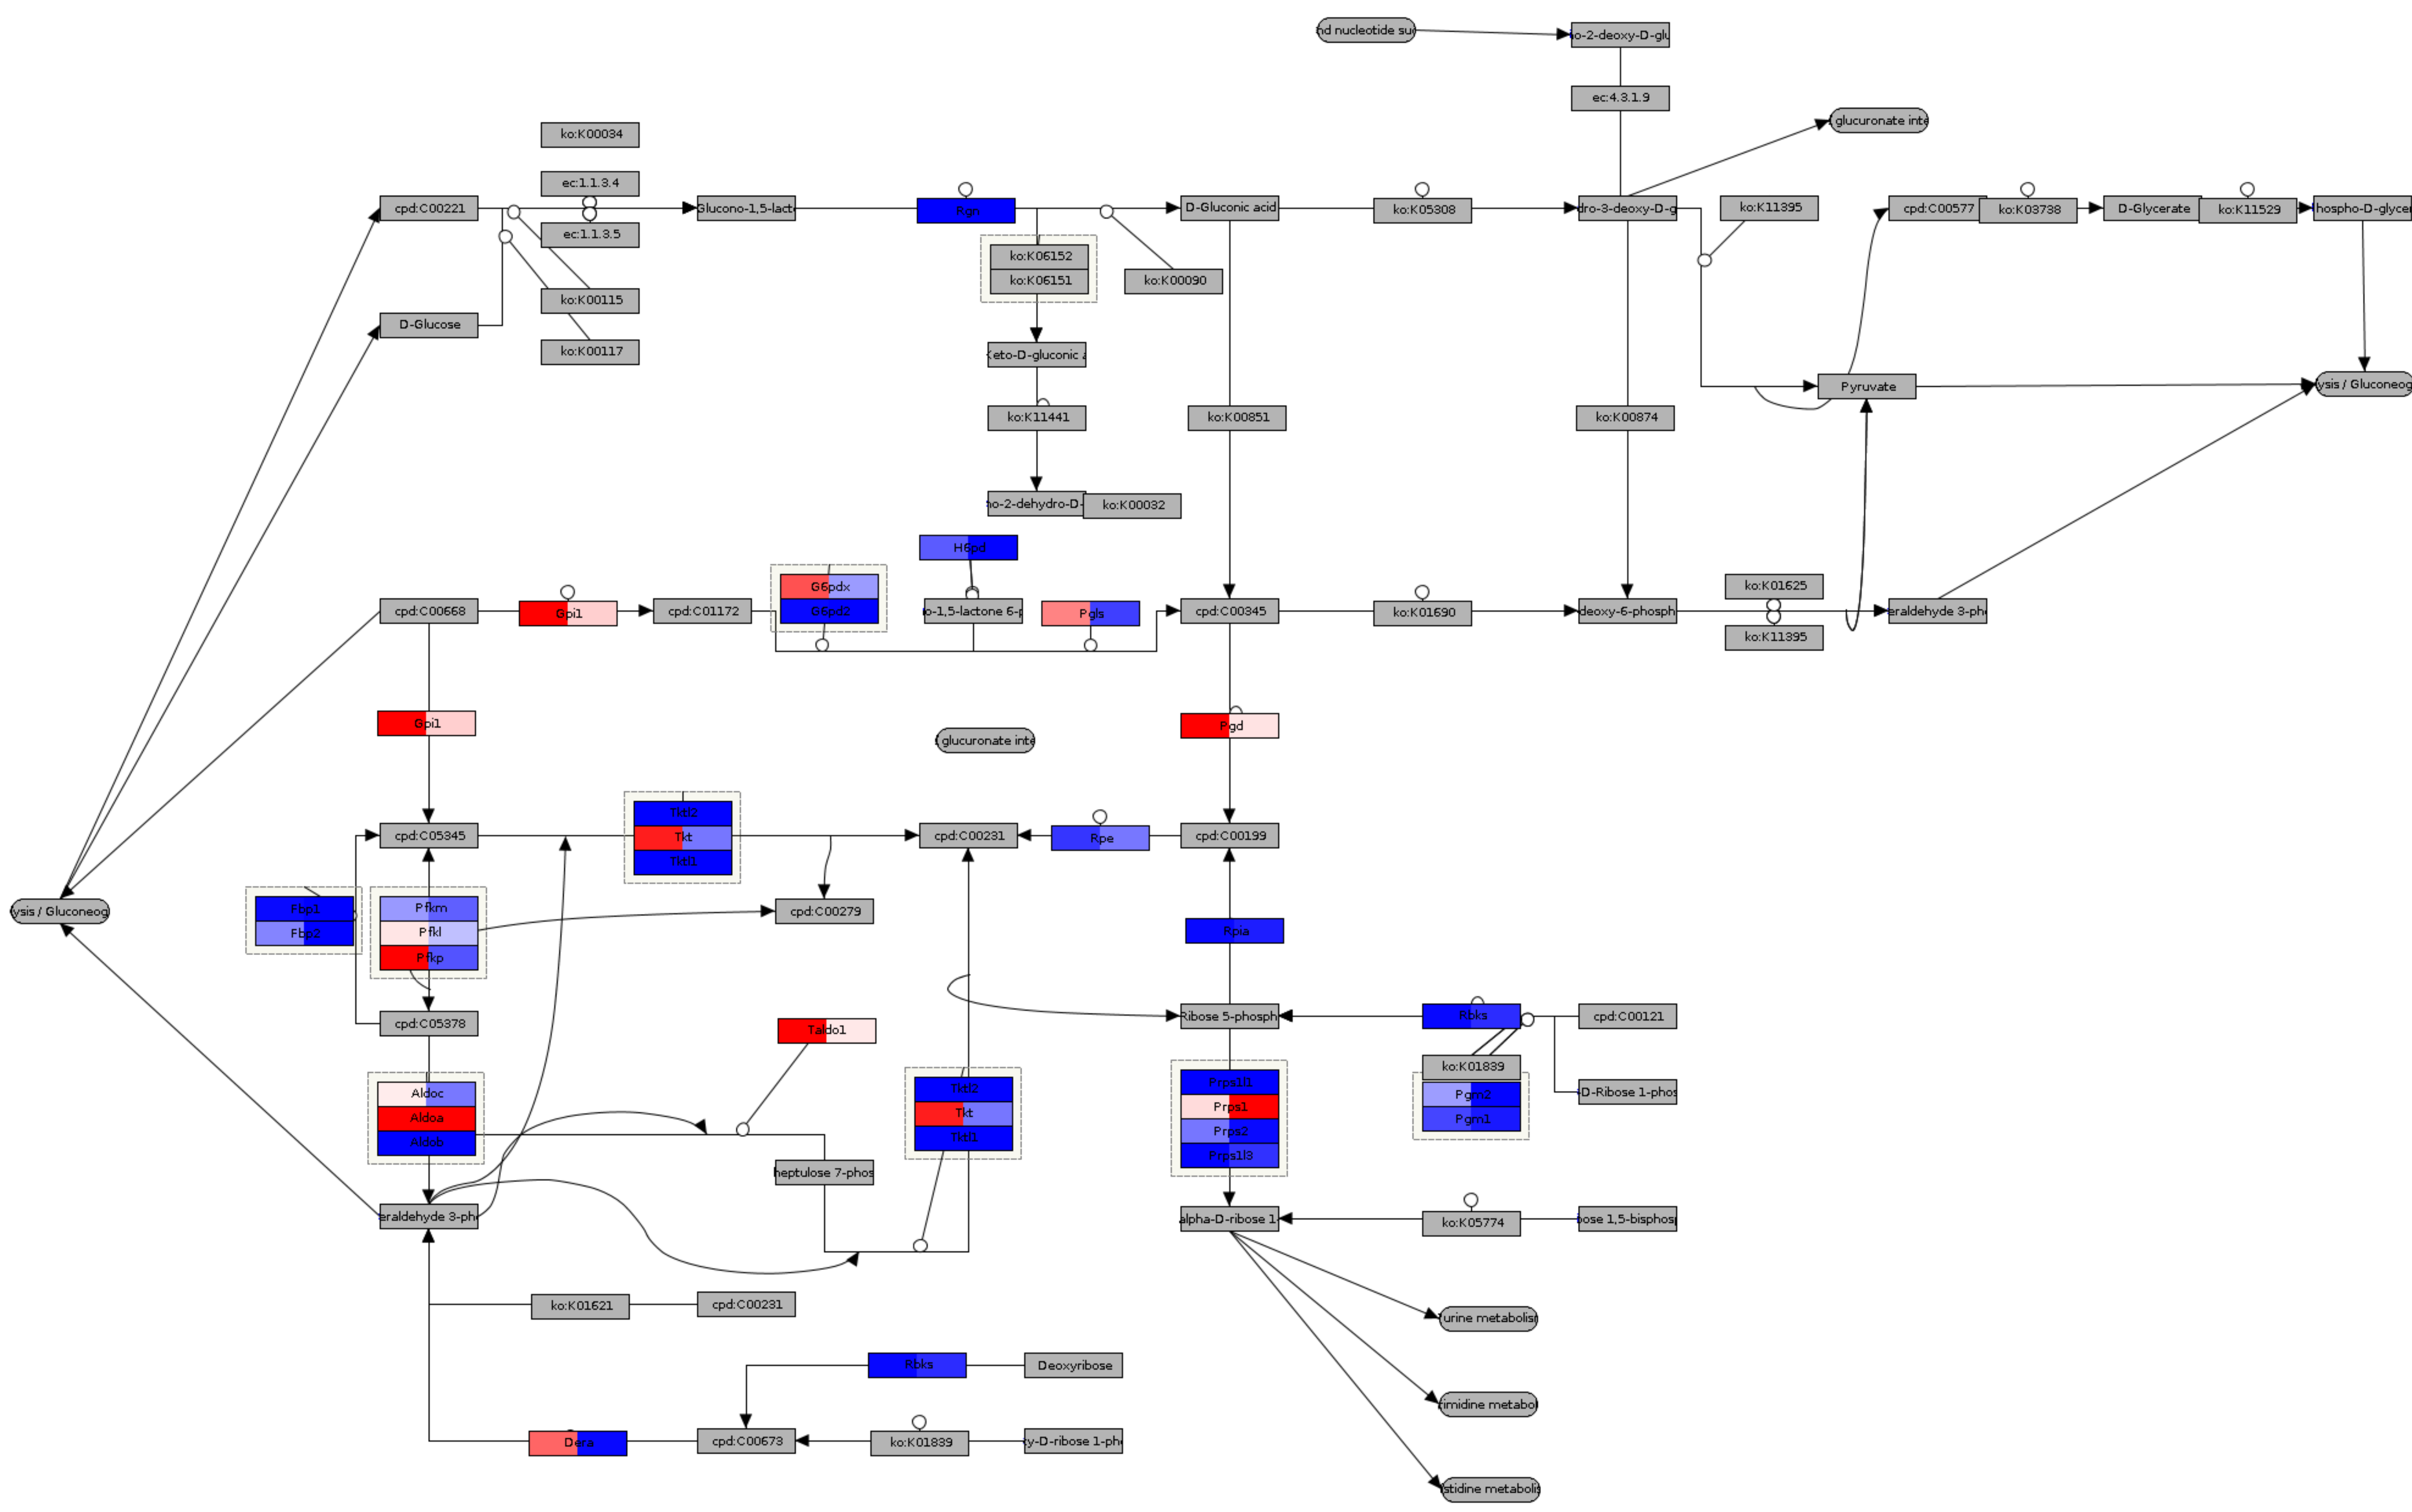 nd nucleotide su
o-2-deoxy-D-glu
ec:4.3.1.9
glucuronate inte
ko:K00034
ec:1.1.3.4
cpd:C00221
Glucono-1,5-lact
Rgn
D-Gluconic acid
ko:K05308
dro-3-deoxy-D-g
ko:K11395
cpd:C00577
ko:K03738
D-Glycerate
ko:K11529
hospho-D-glycer
ec:1.1.3.5
ko:K06152
ko:K06151
ko:K00090
ko:K00115
D-Glucose
ko:K00117
Keto-D-gluconic a
Pyruvate
ysis / Gluconeog
ko:K11441
ko:K00851
ko:K00874
no-2-dehydro-D-
ko:K00032
H6pd
G6pdx
G6pd2
cpd:C00668
Gpi1
cpd:C01172
o-1,5-lactone 6-p
Pgls
cpd:C00345
ko:K01690
deoxy-6-phosph
ko:K01625
ko:K11395
eraldehyde 3-pho
Gpi1
Pgd
glucuronate inte
Tktl2
Tkt
Tktl1
cpd:C05345
cpd:C00231
Rpe
cpd:C00199
ysis / Gluconeog
Fbp1
Fbp2
Pfkm
Pfkl
Pfkp
cpd:C00279
Rpia
cpd:C05378
Taldo1
Ribose 5-phosph
Rbks
cpd:C00121
ko:K01839
Pgm2
Pgm1
D-Ribose 1-phos
Aldoc
Aldoa
Aldob
Tktl2
Tkt
Tktl1
Prps1l1
Prps1
Prps2
Prps1l3
heptulose 7-phos
eraldehyde 3-pho
alpha-D-ribose 1-
ko:K05774
bose 1,5-bisphosp
ko:K01621
cpd:C00231
urine metabolisr
Rbks
Deoxyribose
rimidine metabol
Dera
cpd:C00673
ko:K01839
y-D-ribose 1-pho
stidine metabolis